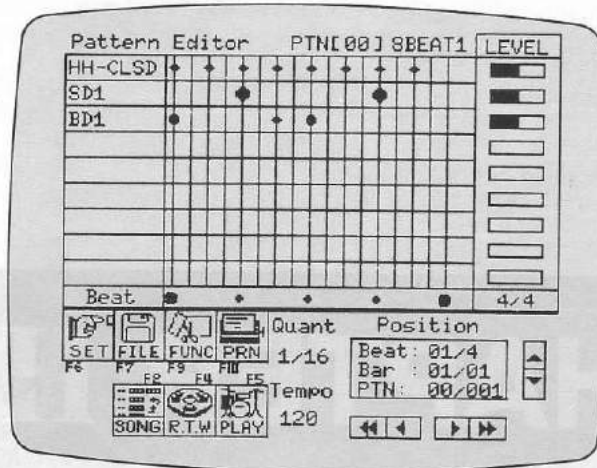 Pattern Editor PTN[00] 8BEAT1 LEVEL
HH-CLSD
SD1
BD1
Beat 4/4
SET FILE FUNC PRN Quant Position
F6 F7 F9 F10 1/16 Beat: 01/4
Bar : 01/01
F2 F4 F5 Tempo PTN: 00/001
SONG R.T.W PLAY 120